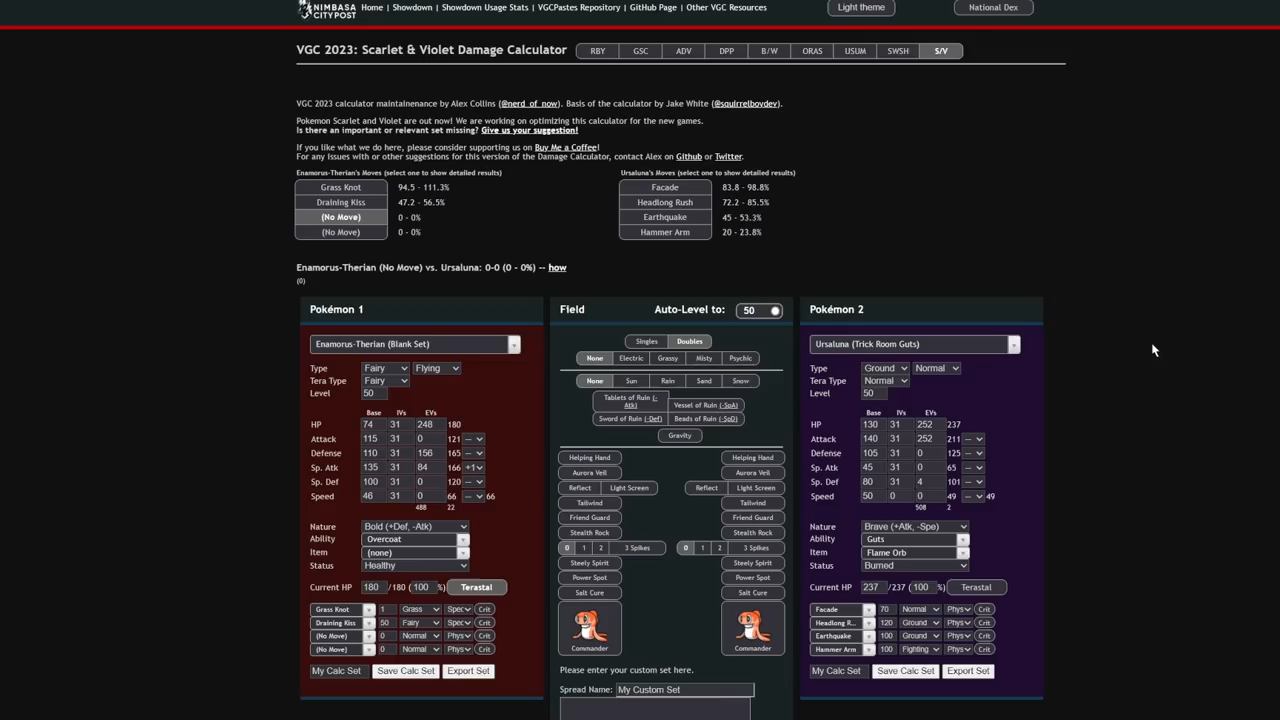 NIMBASA
CITY POST
Home | Showdown | Showdown Usage Stats | VGCPastes Repository | GitHub Page | Other VGC Resources
Light theme
National Dex
VGC 2023: Scarlet & Violet Damage Calculator
RBY GSC ADV DPP B/W ORAS USUM SWSH S/V
VGC 2023 calculator maintainenance by Alex Collins (@nerd_of_now). Basis of the calculator by Jake White (@squirrelboydev).
Pokemon Scarlet and Violet are out now! We are working on optimizing this calculator for the new games.
Is there an important or relevant set missing? Give us your suggestion!
If you like what we do here, please consider supporting us on Buy Me a Coffee!
For any issues with or other suggestions for this version of the Damage Calculator, contact Alex on Github or Twitter.
Enamorus-Therian's Moves (select one to show detailed results)
Grass Knot 94.5 - 111.3%
Draining Kiss 47.2 - 56.5%
(No Move) 0 - 0%
(No Move) 0 - 0%
Ursaluna's Moves (select one to show detailed results)
Facade 83.8 - 98.8%
Headlong Rush 72.2 - 85.5%
Earthquake 45 - 53.3%
Hammer Arm 20 - 23.8%
Enamorus-Therian (No Move) vs. Ursaluna: 0-0 (0 - 0%) -- how
(0)
Pokémon 1
Enamorus-Therian (Blank Set)
Type Fairy Flying
Tera Type Fairy
Level 50
Base IVs EVs
HP 74 31 248 180
Attack 115 31 0 121 --
Defense 110 31 156 165 --
Sp. Atk 135 31 84 166 +1
Sp. Def 100 31 0 120 --
Speed 46 31 0 66 -- 66
488 22
Nature Bold (+Def, -Atk)
Ability Overcoat
Item (none)
Status Healthy
Current HP 180 /180 (100 %) Terastal
Grass Knot 1 Grass Spec Crit
Draining Kiss 50 Fairy Spec Crit
(No Move) 0 Normal Phys Crit
(No Move) 0 Normal Phys Crit
My Calc Set Save Calc Set Export Set
Field Auto-Level to: 50
Singles Doubles
None Electric Grassy Misty Psychic
None Sun Rain Sand Snow
Tablets of Ruin (-
Atk) Vessel of Ruin (-SpA)
Sword of Ruin (-Def) Beads of Ruin (-SpD)
Gravity
Helping Hand Helping Hand
Aurora Veil Aurora Veil
Reflect Light Screen Reflect Light Screen
Tailwind Tailwind
Friend Guard Friend Guard
Stealth Rock Stealth Rock
0 1 2 3 Spikes 0 1 2 3 Spikes
Steely Spirit Steely Spirit
Power Spot Power Spot
Salt Cure Salt Cure
Commander Commander
Please enter your custom set here.
Spread Name: My Custom Set
Pokémon 2
Ursaluna (Trick Room Guts)
Type Ground Normal
Tera Type Normal
Level 50
Base IVs EVs
HP 130 31 252 237
Attack 140 31 252 211 --
Defense 105 31 0 125 --
Sp. Atk 45 31 0 65 --
Sp. Def 80 31 4 101 --
Speed 50 0 0 49 -- 49
508 2
Nature Brave (+Atk, -Spe)
Ability Guts
Item Flame Orb
Status Burned
Current HP 237 /237 (100 %) Terastal
Facade 70 Normal Phys Crit
Headlong R... 120 Ground Phys Crit
Earthquake 100 Ground Phys Crit
Hammer Arm 100 Fighting Phys Crit
My Calc Set Save Calc Set Export Set